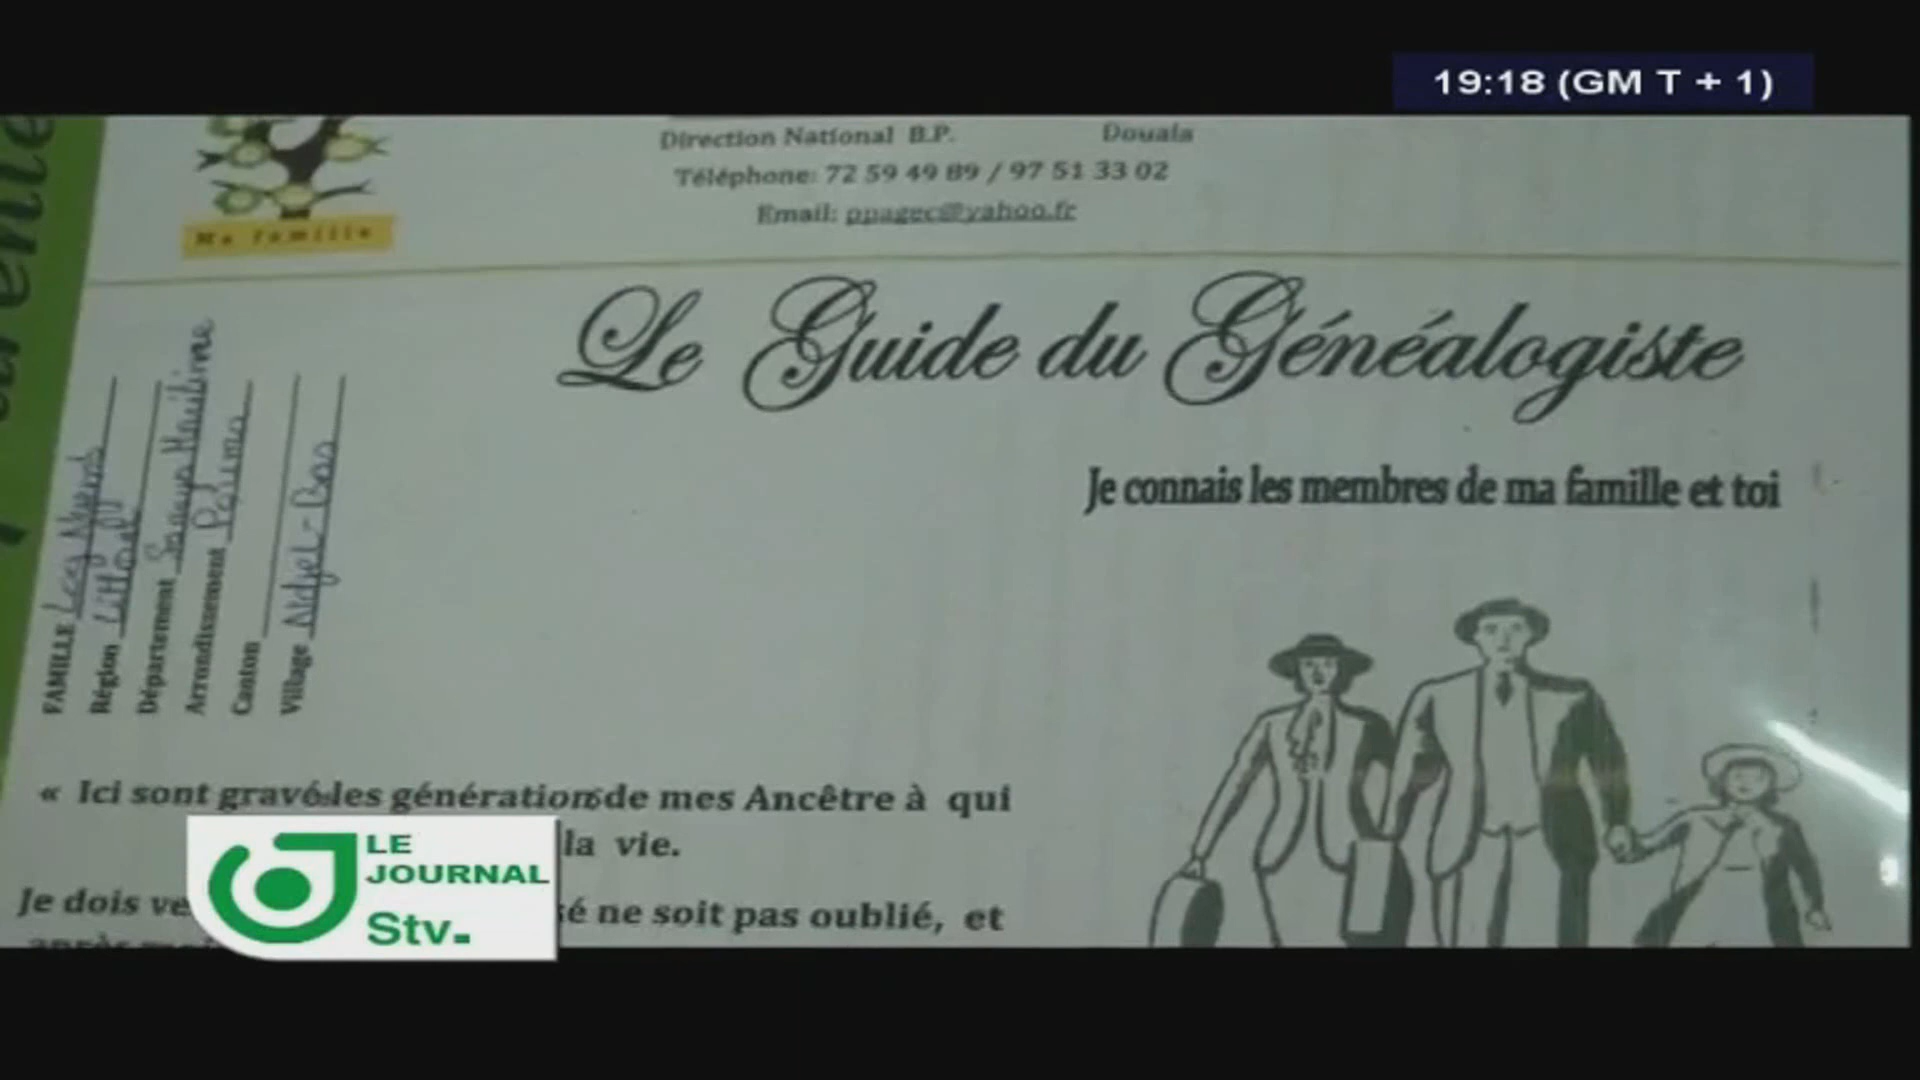 19:18 (GM T + 1)
Direction National B.P. Douala
Téléphone: 72 59 49 89 / 97 51 33 02
Email: ppagec@yahoo.fr
Ma famille
Le Guide du Généalogiste
Je connais les membres de ma famille et toi
FAMILLE
Région Littoral
Département Sanaga Maritime
Arrondissement
Canton
Village
« Ici sont gravé les générations de mes Ancêtre à qui
la vie.
Je dois ve
é ne soit pas oublié, et
LE
JOURNAL
Stv.